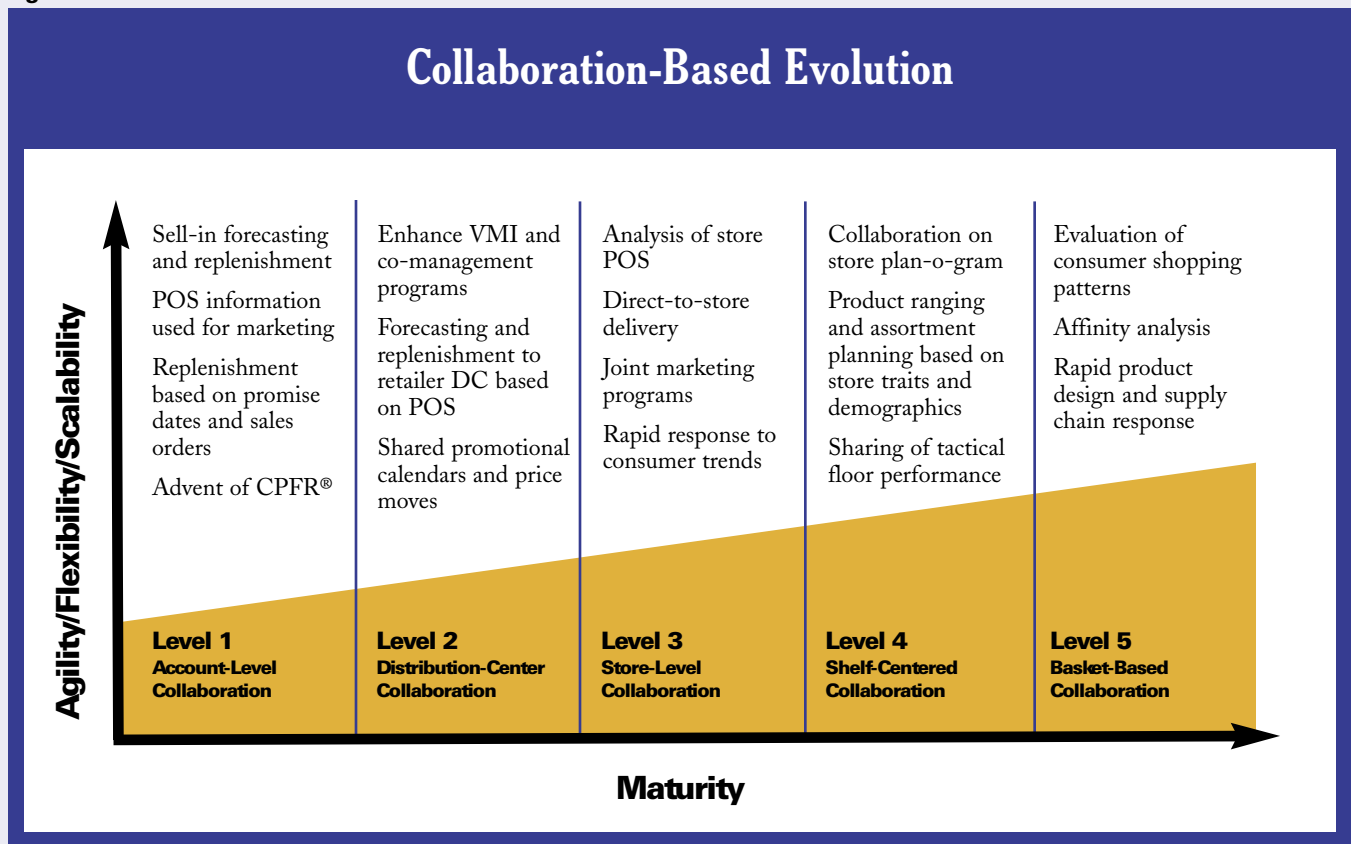 Collaboration-Based Evolution
Agility/Flexibility/Scalability
Sell-in forecasting
and replenishment
POS information
used for marketing
Replenishment
based on promise
dates and sales
orders
Advent of CPFR®
Level 1
Account-Level
Collaboration
Enhance VMI and
co-management
programs
Forecasting and
replenishment to
retailer DC based
on POS
Shared promotional
calendars and price
moves
Level 2
Distribution-Center
Collaboration
Analysis of store
POS
Direct-to-store
delivery
Joint marketing
programs
Rapid response to
consumer trends
Level 3
Store-Level
Collaboration
Collaboration on
store plan-o-gram
Product ranging
and assortment
planning based on
store traits and
demographics
Sharing of tactical
floor performance
Level 4
Shelf-Centered
Collaboration
Evaluation of
consumer shopping
patterns
Affinity analysis
Rapid product
design and supply
chain response
Level 5
Basket-Based
Collaboration
Maturity